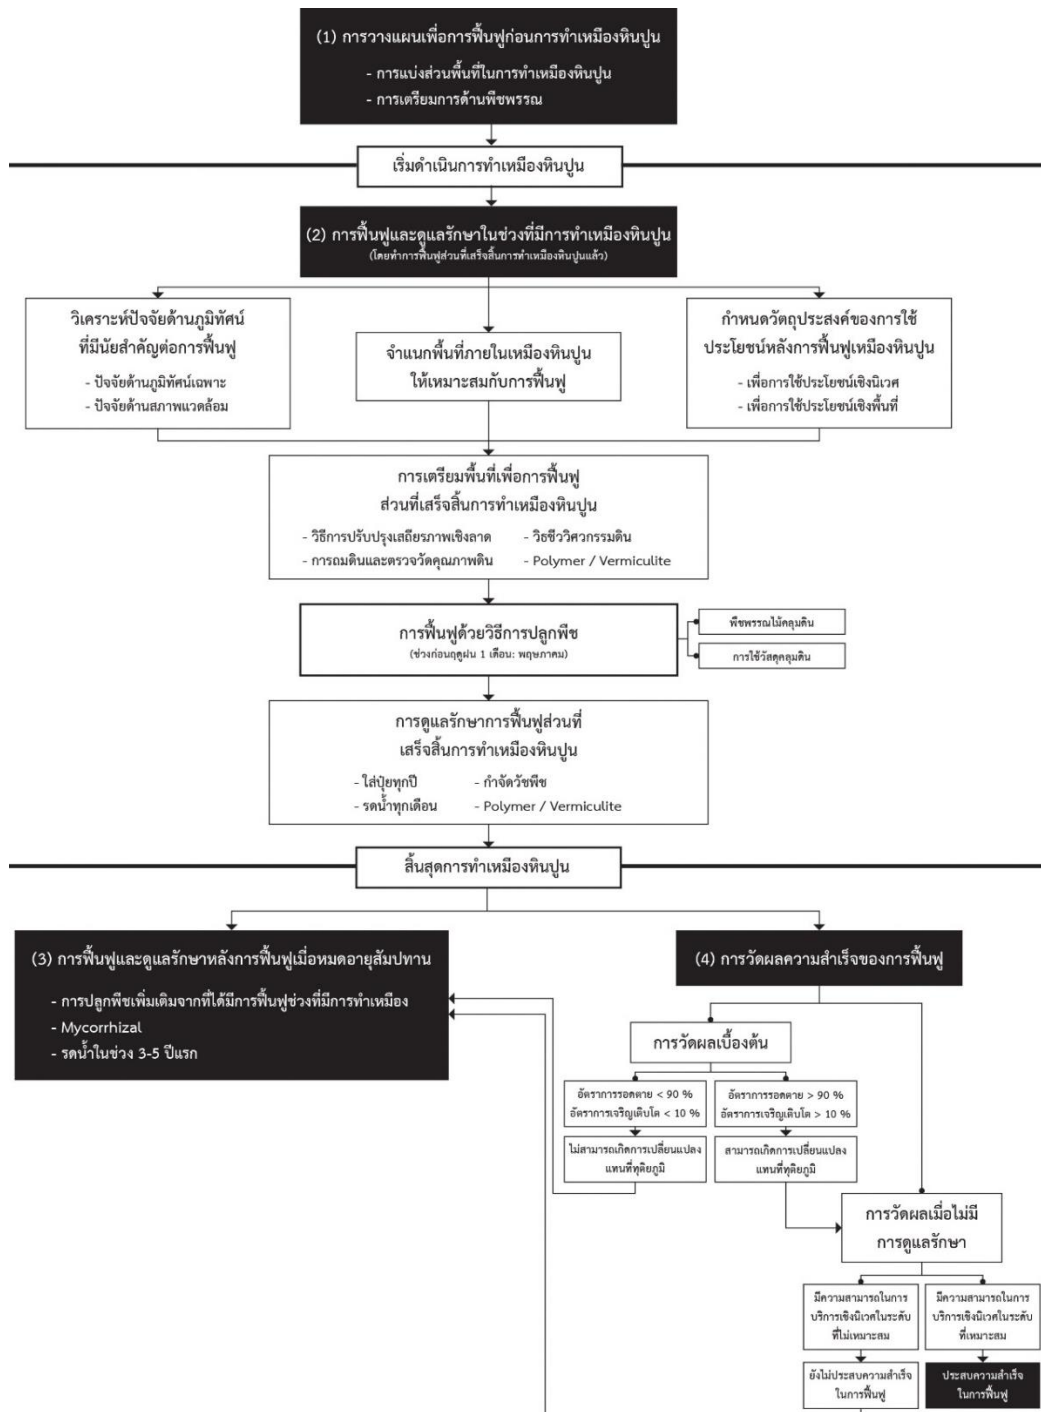 (1) การวางแผนเพื่อการฟื้นฟูก่อนการทำเหมืองหินปูน
- การแบ่งส่วนพื้นที่ในการทำเหมืองหินปูน
- การเตรียมการด้านพืชพรรณ
เริ่มดำเนินการทำเหมืองหินปูน
(2) การฟื้นฟูและดูแลรักษาในช่วงที่มีการทำเหมืองหินปูน
(โดยทำการฟื้นฟูส่วนที่เสร็จสิ้นการทำเหมืองหินปูนแล้ว)
วิเคราะห์ปัจจัยด้านภูมิทัศน์
ที่มีนัยสำคัญต่อการฟื้นฟู
- ปัจจัยด้านภูมิทัศน์เฉพาะ
- ปัจจัยด้านสภาพแวดล้อม
จำแนกพื้นที่ภายในเหมืองหินปูน
ให้เหมาะสมกับการฟื้นฟู
กำหนดวัตถุประสงค์ของการใช้
ประโยชน์หลังการฟื้นฟูเหมืองหินปูน
- เพื่อการใช้ประโยชน์เชิงนิเวศ
- เพื่อการใช้ประโยชน์เชิงพื้นที่
การเตรียมพื้นที่เพื่อการฟื้นฟู
ส่วนที่เสร็จสิ้นการทำเหมืองหินปูน
- วิธีการปรับปรุงเสถียรภาพเชิงลาด
- วิธชีววิศวกรรมดิน
- การถมดินและตรวจวัดคุณภาพดิน
- Polymer / Vermiculite
การฟื้นฟูด้วยวิธีการปลูกพืช
(ช่วงก่อนฤดูฝน 1 เดือน: พฤษภาคม)
พืชพรรณไม้คลุมดิน
การใช้วัสดุคลุมดิน
การดูแลรักษาการฟื้นฟูส่วนที่
เสร็จสิ้นการทำเหมืองหินปูน
- ใส่ปุ๋ยทุกปี
- กำจัดวัชพืช
- รดน้ำทุกเดือน
- Polymer / Vermiculite
สิ้นสุดการทำเหมืองหินปูน
(3) การฟื้นฟูและดูแลรักษาหลังการฟื้นฟูเมื่อหมดอายุสัมปทาน
- การปลูกพืชเพิ่มเติมจากที่ได้มีการฟื้นฟูช่วงที่มีการทำเหมือง
- Mycorrhizal
- รดน้ำในช่วง 3-5 ปีแรก
(4) การวัดผลความสำเร็จของการฟื้นฟู
การวัดผลเบื้องต้น
อัตราการรอดตาย < 90 %
อัตราการเจริญเติบโต < 10 %
อัตราการรอดตาย > 90 %
อัตราการเจริญเติบโต > 10 %
ไม่สามารถเกิดการเปลี่ยนแปลง
แทนที่ทุติยภูมิ
สามารถเกิดการเปลี่ยนแปลง
แทนที่ทุติยภูมิ
การวัดผลเมื่อไม่มี
การดูแลรักษา
มีความสามารถในการ
บริการเชิงนิเวศในระดับ
ที่ไม่เหมาะสม
มีความสามารถในการ
บริการเชิงนิเวศในระดับ
ที่เหมาะสม
ยังไม่ประสบความสำเร็จ
ในการฟื้นฟู
ประสบความสำเร็จ
ในการฟื้นฟู